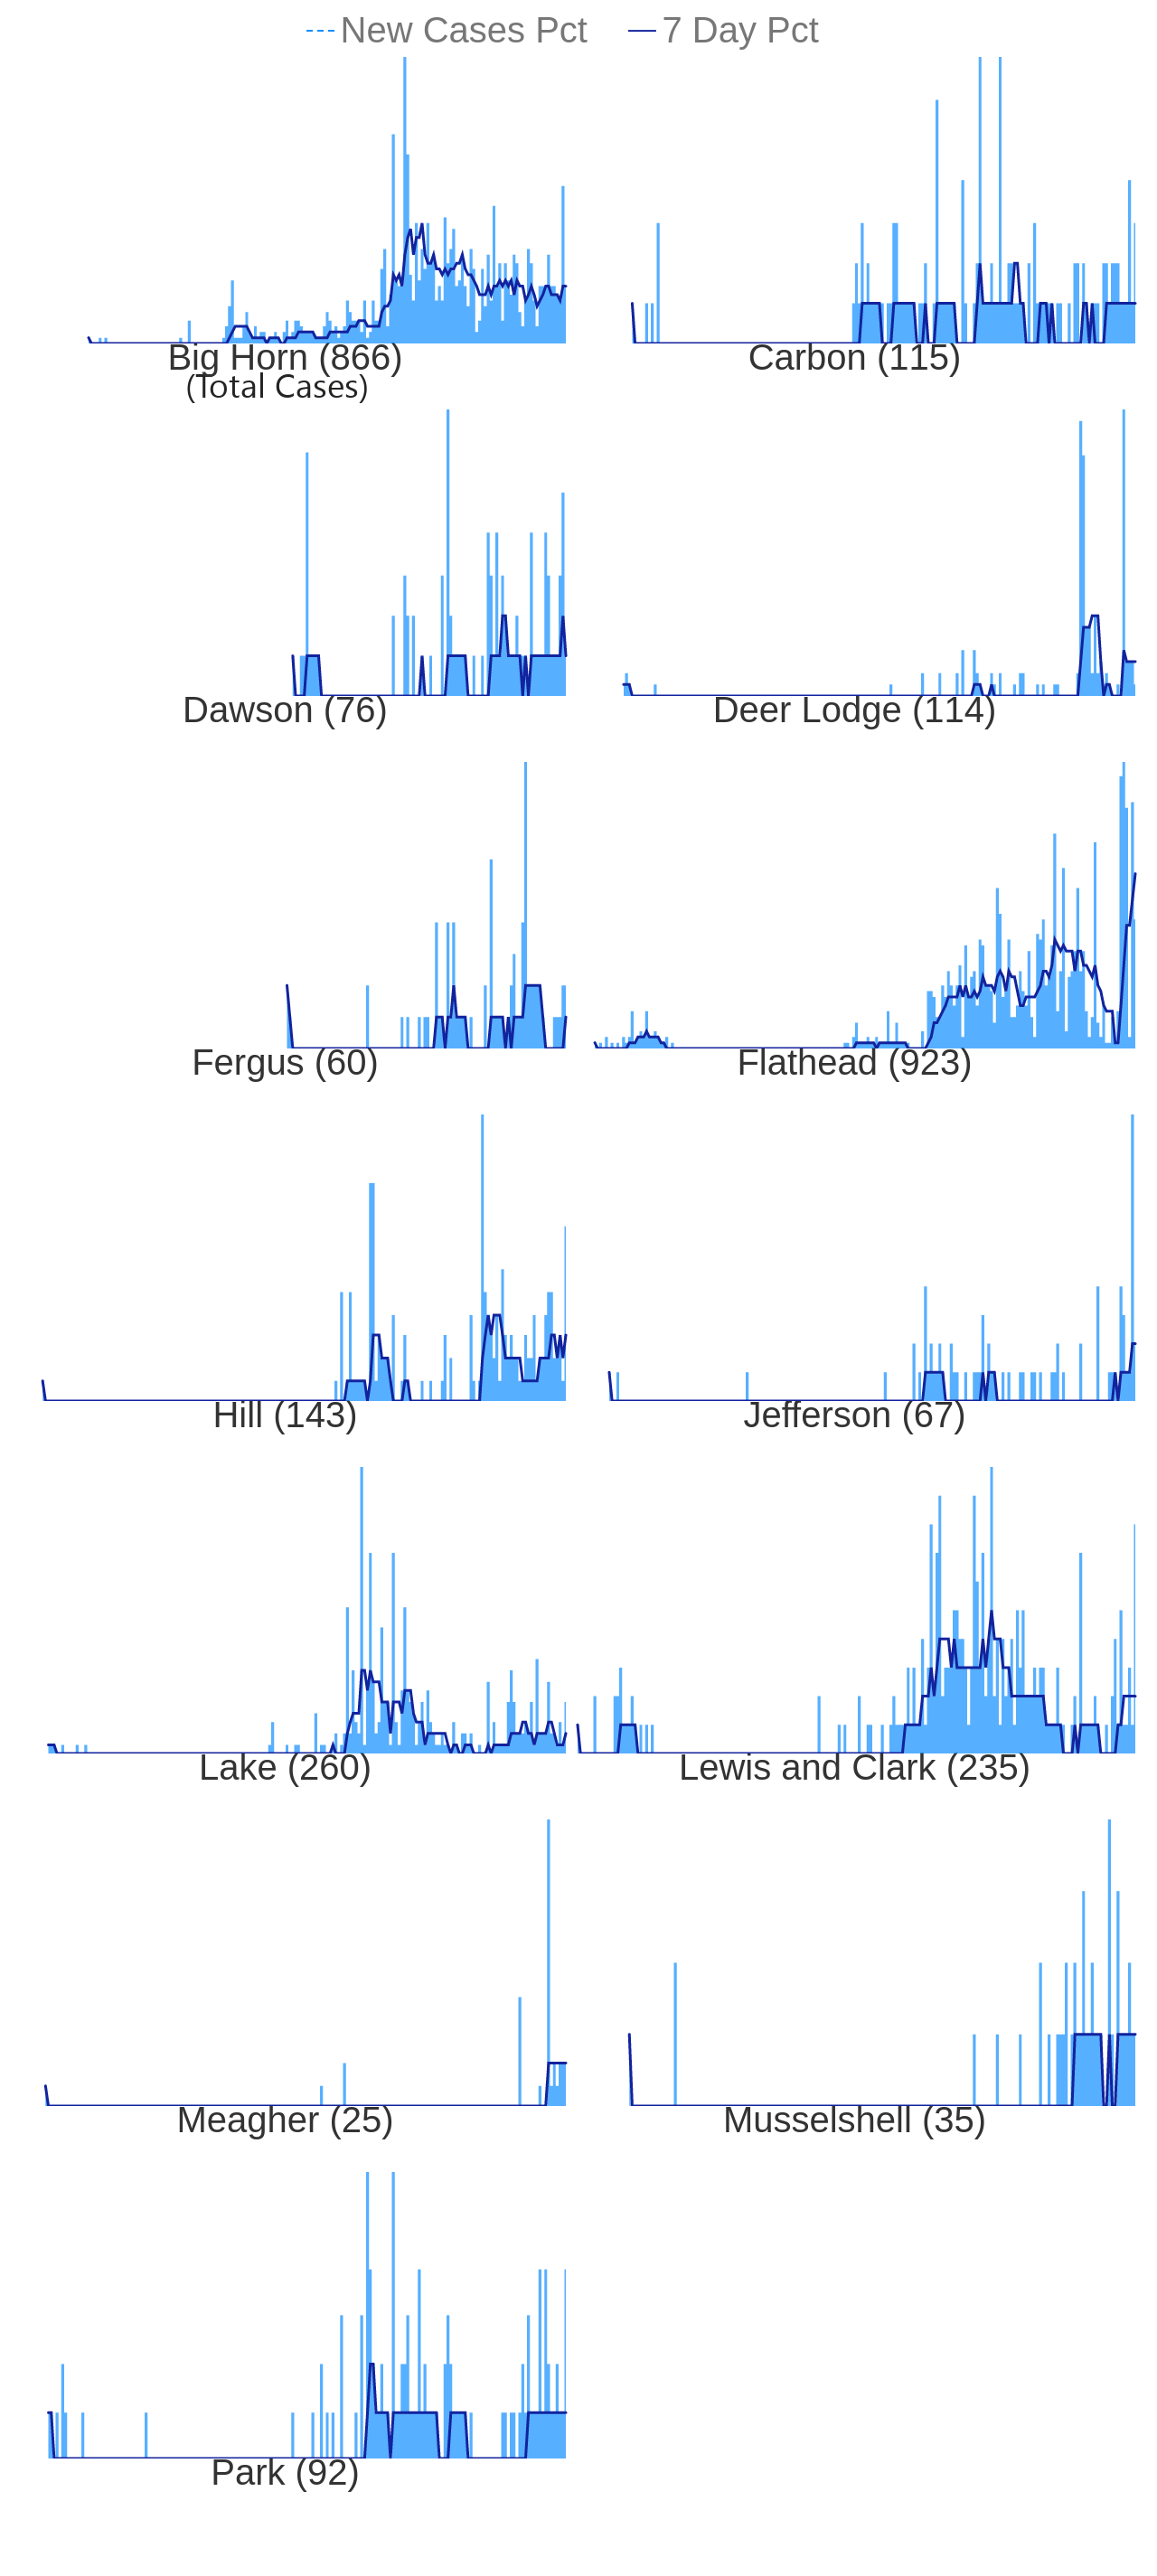 New Cases Pct 7 Day Pct
Big Horn (866) Carbon (115)
(Total Cases)
Dawson (76) Deer Lodge (114)
Fergus (60) Flathead (923)
Hill (143) Jefferson (67)
Lake (260) Lewis and Clark (235)
Meagher (25) Musselshell (35)
Park (92)